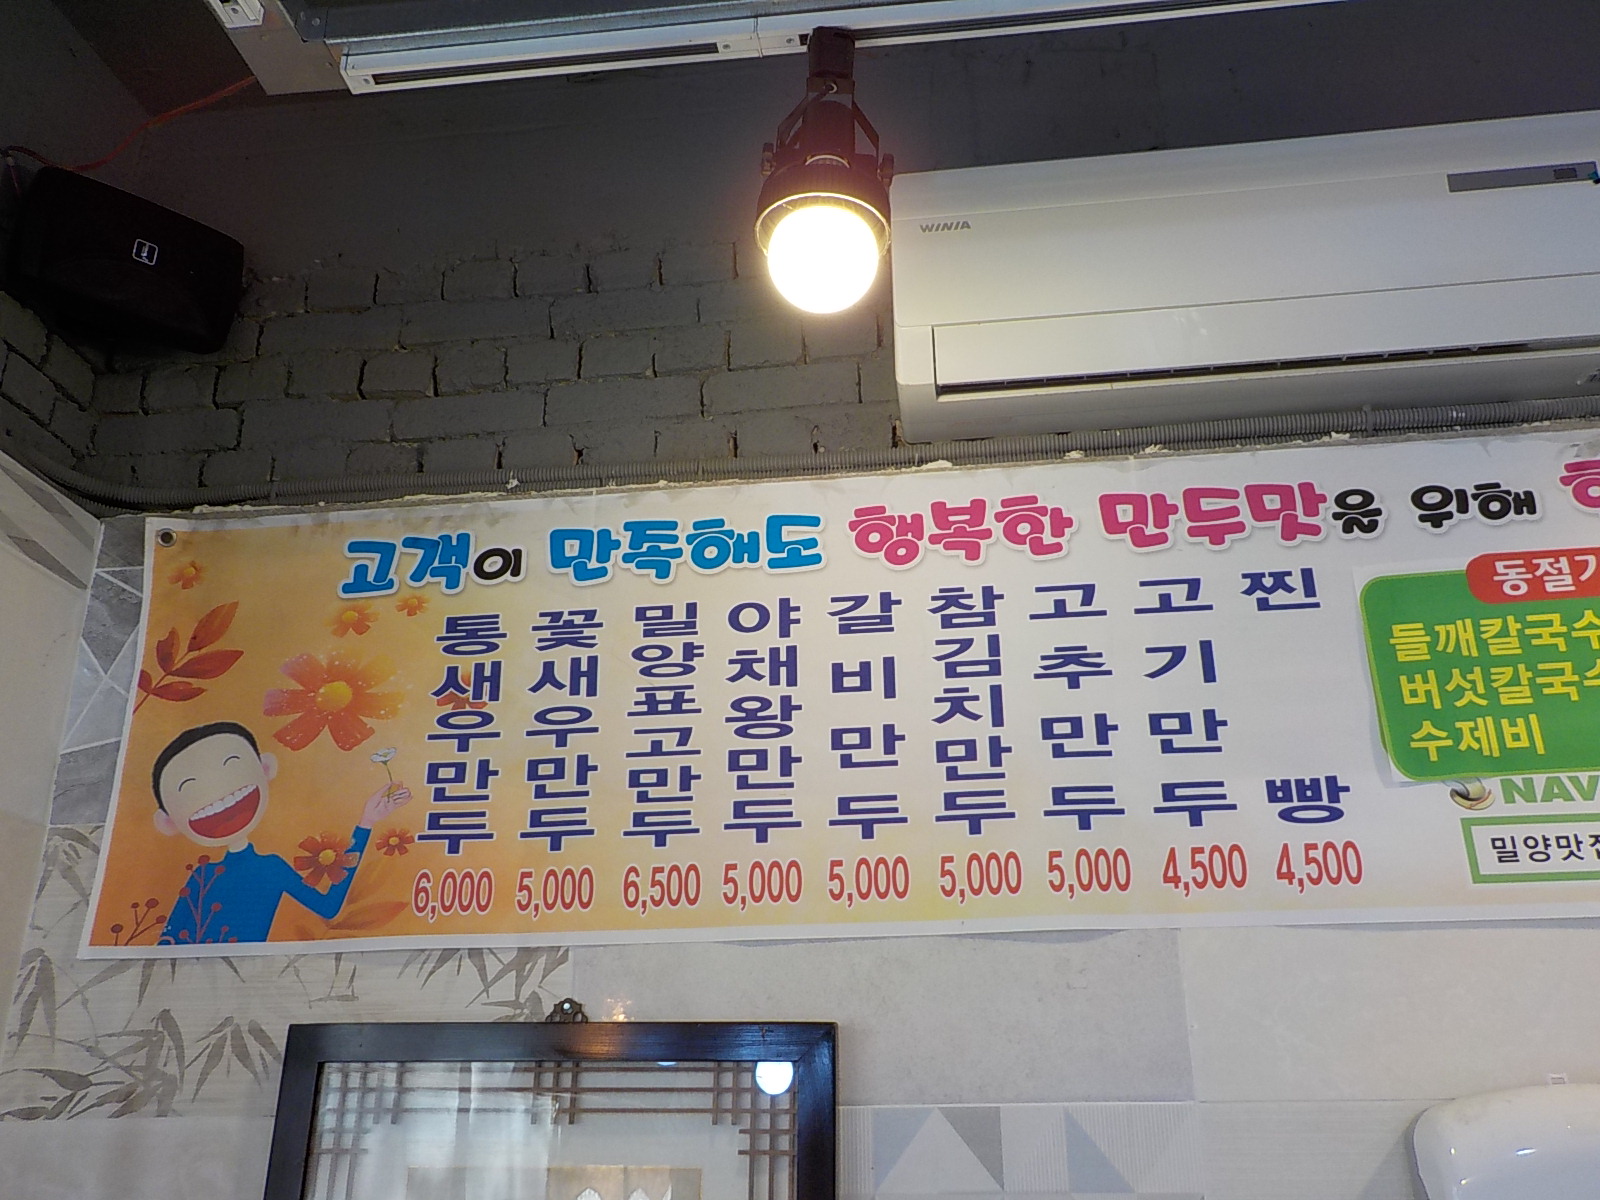 WINIA
고객이 만족해도 행복한 만두맛을 위해
통새우만두 6,000
꽃새우만두 5,000
밀양표고만두 6,500
야채왕만두 5,000
갈비만두 5,000
참김치만두 5,000
고추만두 5,000
고기만두 4,500
찐빵 4,500
동절기
들깨칼국수
버섯칼국수
수제비
NAV
밀양맛집